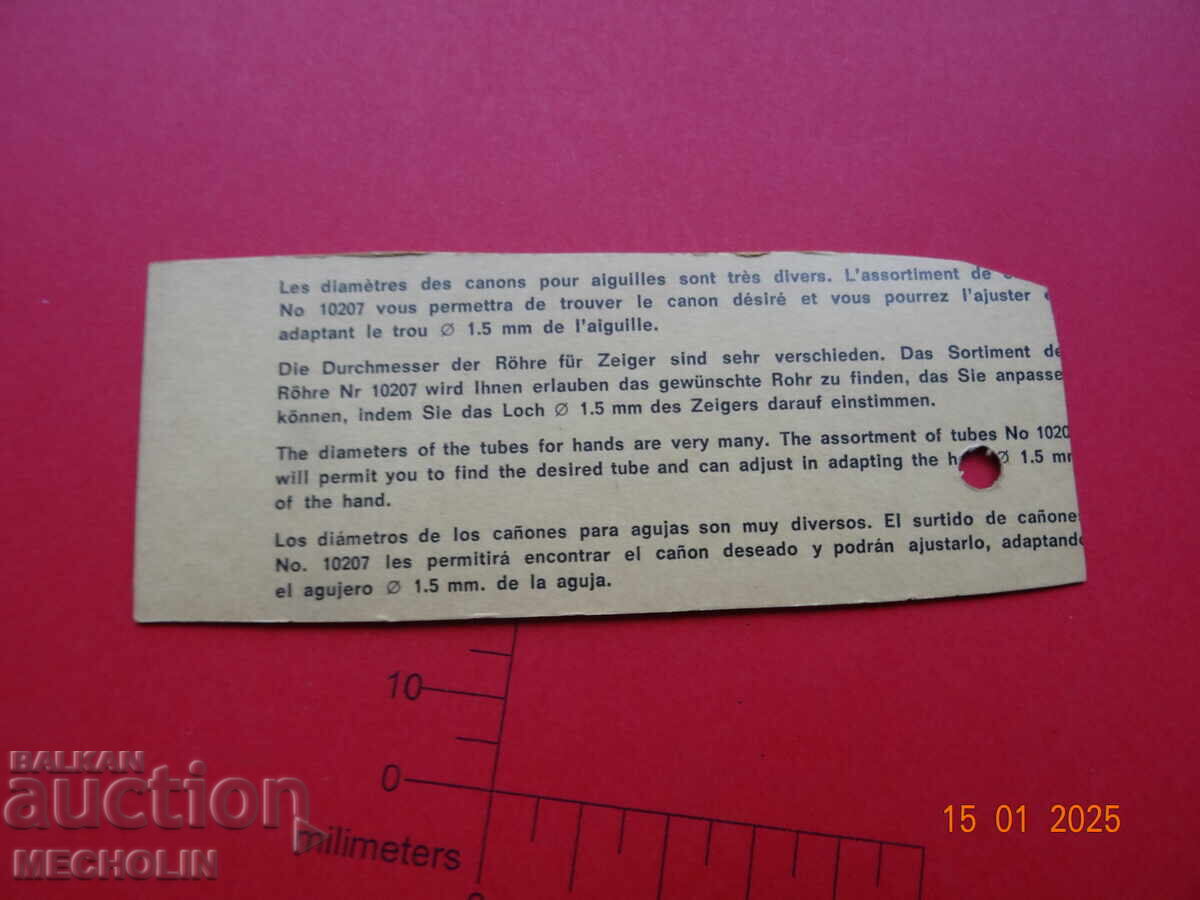 Les diamètres des canons pour aiguilles sont très divers. L'assortiment de
No 10207 vous permettra de trouver le canon désiré et vous pourrez l'ajuster
adaptant le trou ∅ 1.5 mm de l'aiguille.
Die Durchmesser der Röhre für Zeiger sind sehr verschieden. Das Sortiment de
Röhre Nr 10207 wird Ihnen erlauben das gewünschte Rohr zu finden, das Sie anpasse
können, indem Sie das Loch ∅ 1.5 mm des Zeigers darauf einstimmen.
The diameters of the tubes for hands are very many. The assortment of tubes No 1020
will permit you to find the desired tube and can adjust in adapting the h ∅ 1.5 mm
of the hand.
Los diámetros de los cañones para agujas son muy diversos. El surtido de cañone
No. 10207 les permitirá encontrar el cañon deseado y podrán ajustarlo, adaptando
el agujero ∅ 1.5 mm. de la aguja.
10
0
milimeters
BALKAN
auction
MECHOLIN
15 01 2025